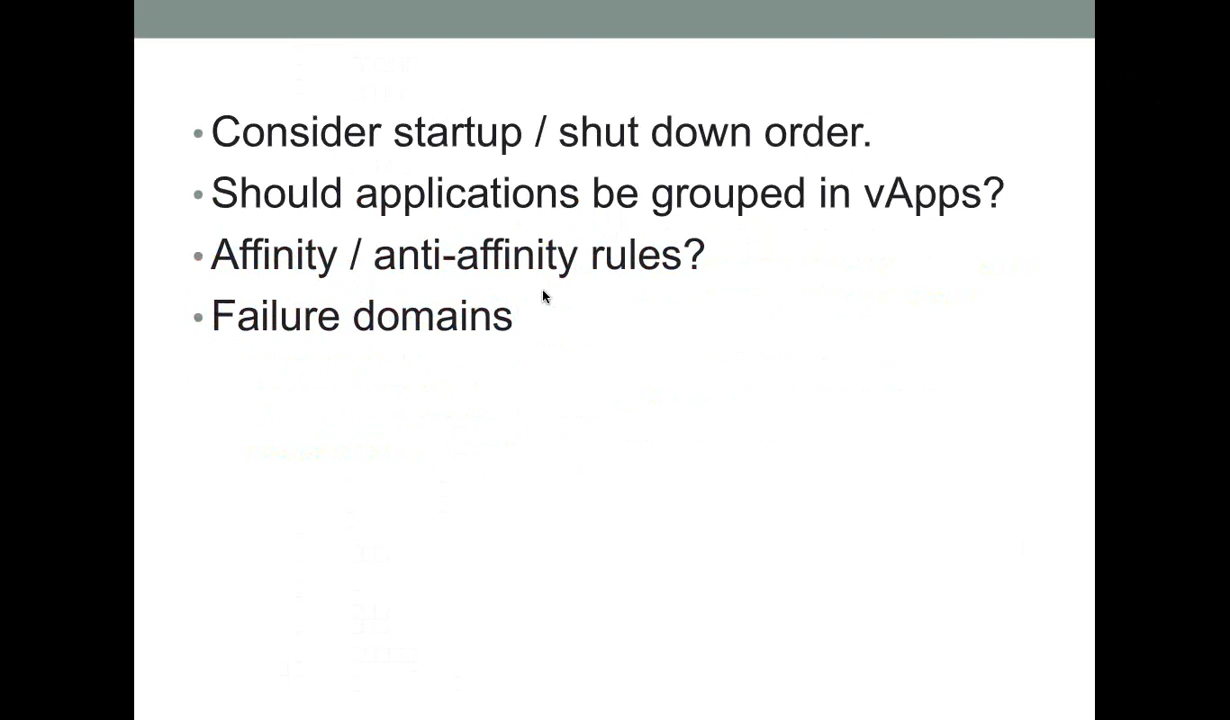 • Consider startup / shut down order.
• Should applications be grouped in vApps?
• Affinity / anti-affinity rules?
• Failure domains